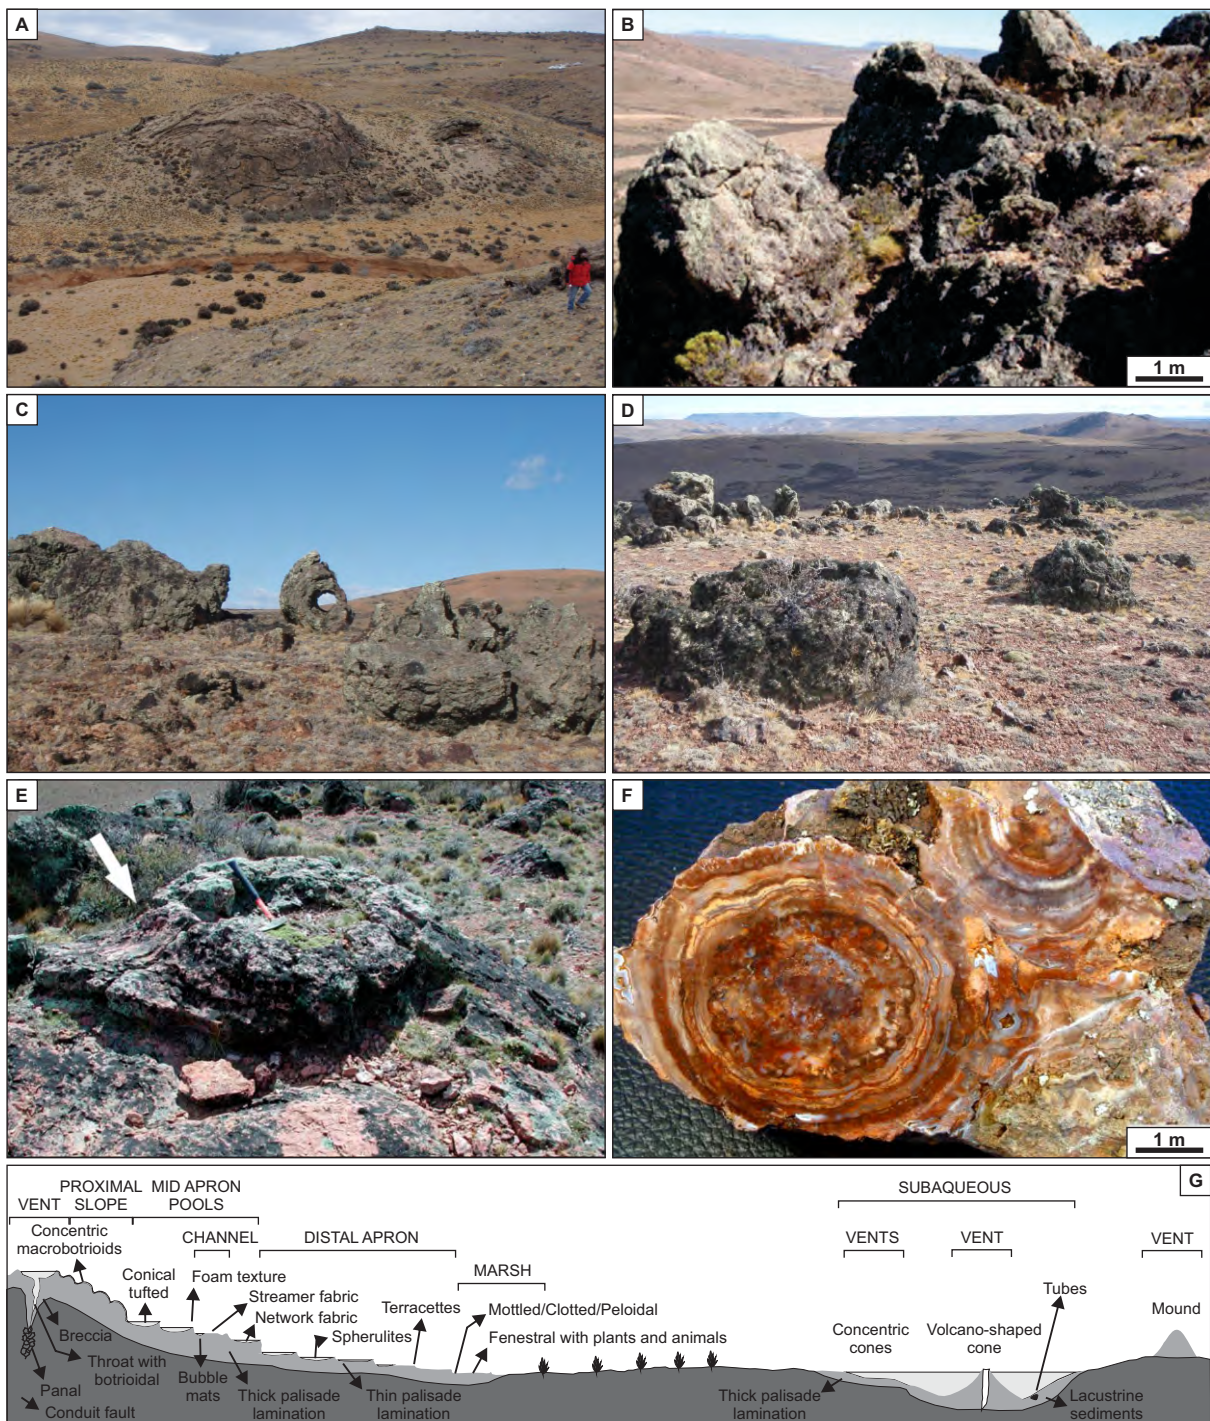 A
B
1 m
C
D
E
F
1 m
G
PROXIMAL
MID APRON
VENT
SLOPE
POOLS
SUBAQUEOUS
Concentric
macrobotrioids
CHANNEL
DISTAL APRON
VENTS
VENT
VENT
Conical
tufted
Foam texture
Streamer fabric
Network fabric
Spherulites
Terracettes
MARSH
Mottled/Clotted/Peloidal
Fenestral with plants and animals
Tubes
Mound
Concentric
cones
Volcano-shaped
cone
Breccia
Throat with
botrioidal
Panal
Conduit fault
Bubble
mats
Thick palisade
lamination
Thin palisade
lamination
Thick palisade
lamination
Lacustrine
sediments